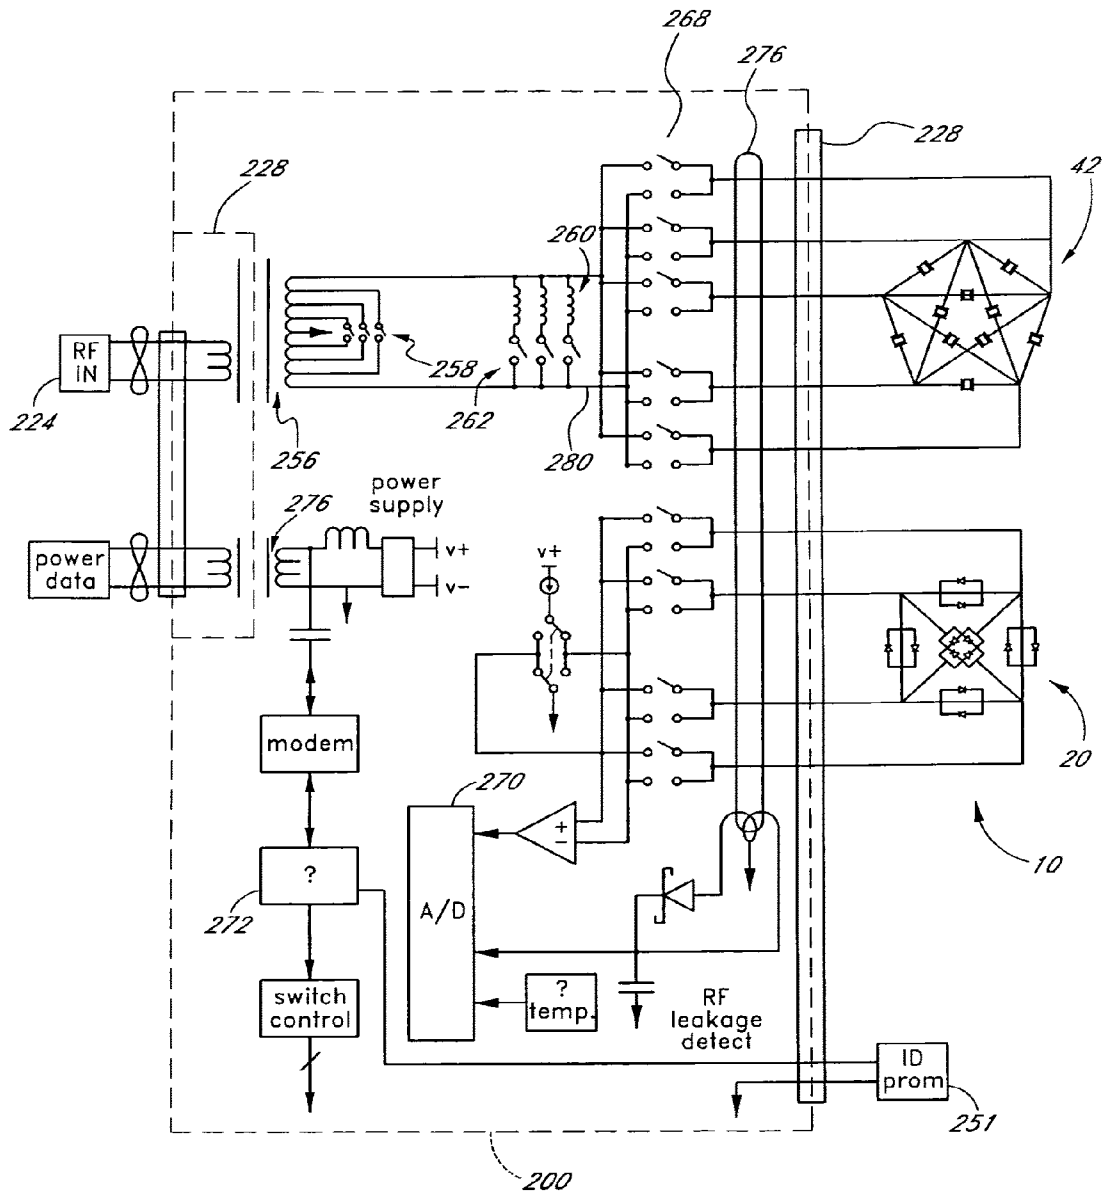 268
276
228
42
228
260
RF
IN
258
224
262
256
280
power
supply
276
v+
v-
power
data
v+
modem
20
270
+
-
10
?
272
A/D
switch
control
?
temp.
RF
leakage
detect
ID
prom
251
200